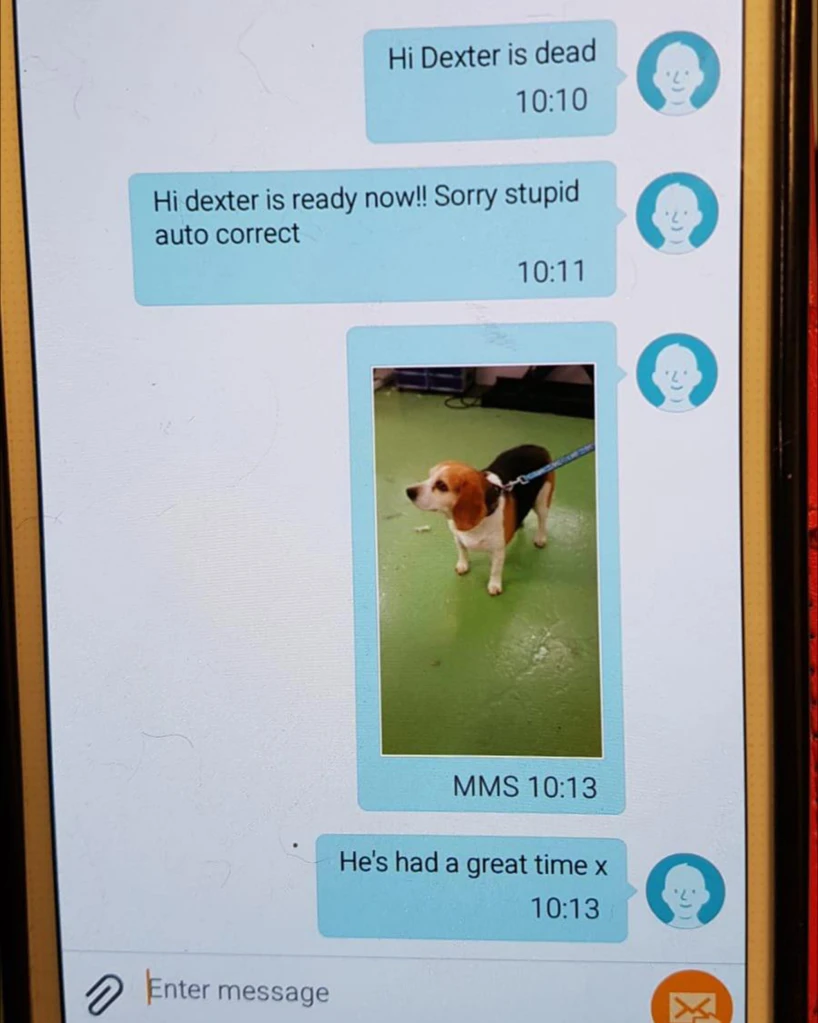 Hi Dexter is dead
10:10
Hi dexter is ready now!! Sorry stupid
auto correct
10:11
MMS 10:13
He's had a great time x
10:13
Enter message